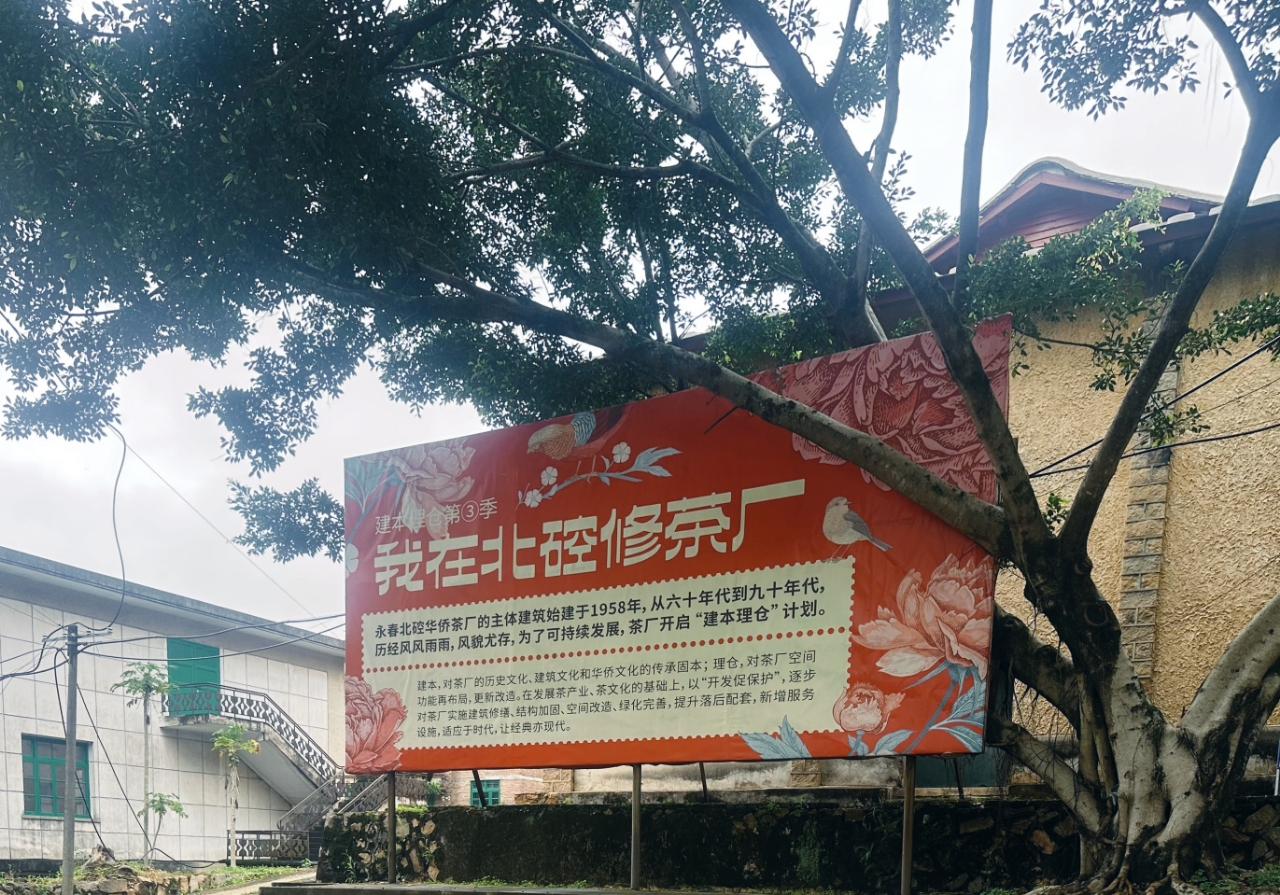 建本理仓第③季
我在北硿修茶厂
永春北硿华侨茶厂的主体建筑始建于1958年，从六十年代到九十年代，
历经风风雨雨，风貌尤存，为了可持续发展，茶厂开启“建本理仓”计划。
建本，对茶厂的历史文化、建筑文化和华侨文化的传承固本；理仓，对茶厂空间
功能再布局，更新改造。在发展茶产业、茶文化的基础上，以“开发促保护”，逐步
对茶厂实施建筑修缮、结构加固、空间改造、绿化完善，提升落后配套，新增服务
设施，适应于时代，让经典亦现代。